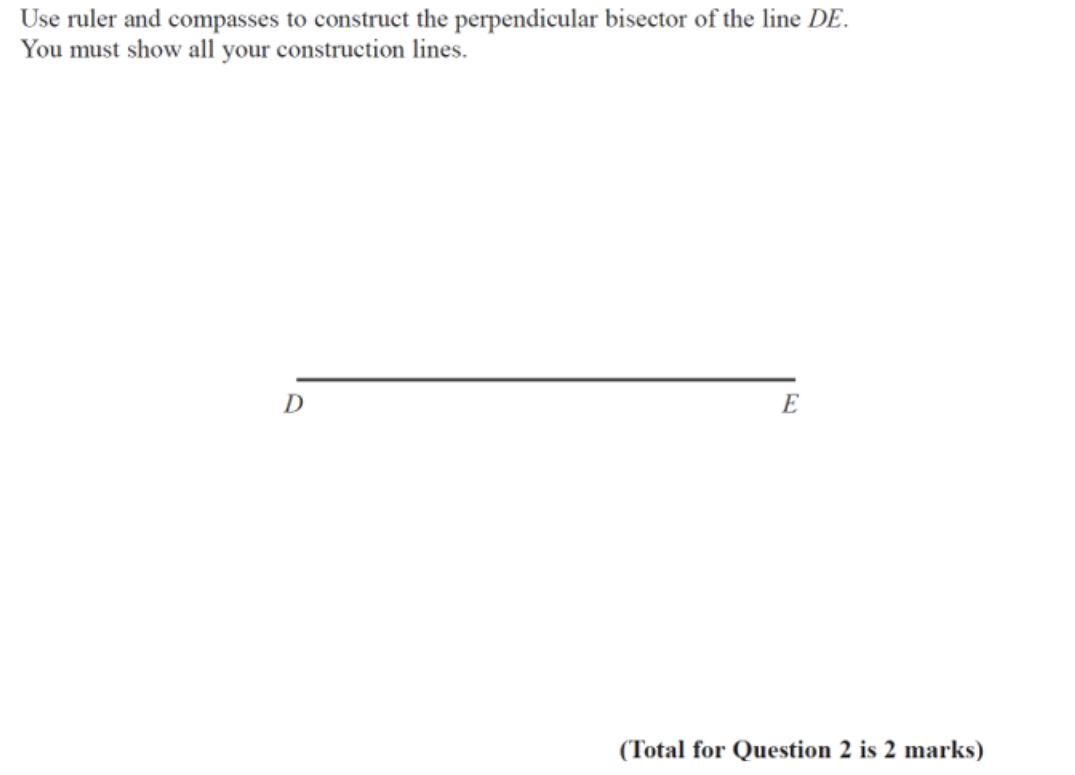 Use ruler and compasses to construct the perpendicular bisector of the line DE.
You must show all your construction lines.
D
E
(Total for Question 2 is 2 marks)